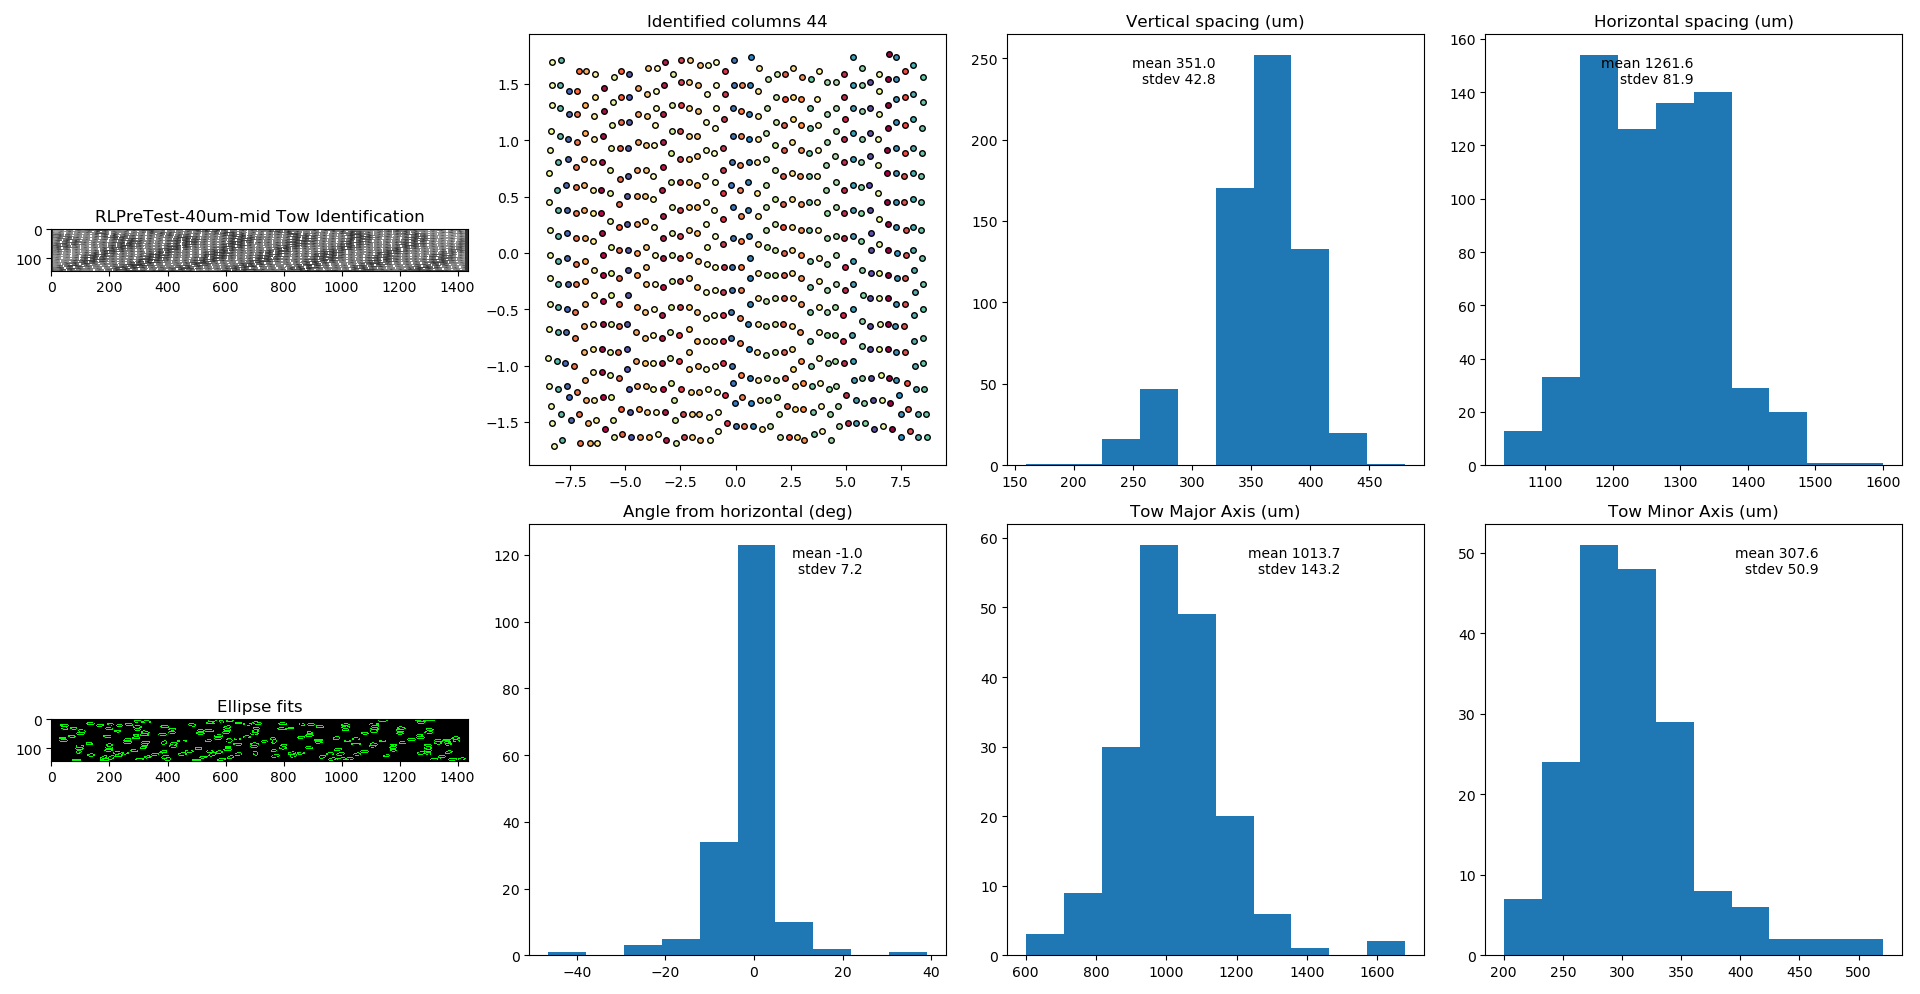 RLPreTest-40um-mid Tow Identification
0
100
0 200 400 600 800 1000 1200 1400
Identified columns 44
1.5
1.0
0.5
0.0
−0.5
−1.0
−1.5
−7.5 −5.0 −2.5 0.0 2.5 5.0 7.5
Vertical spacing (um)
mean 351.0
stdev 42.8
250
200
150
100
50
0
150 200 250 300 350 400 450
Horizontal spacing (um)
mean 1261.6
stdev 81.9
160
140
120
100
80
60
40
20
0
1100 1200 1300 1400 1500 1600
Ellipse fits
0
100
0 200 400 600 800 1000 1200 1400
Angle from horizontal (deg)
mean -1.0
stdev 7.2
120
100
80
60
40
20
0
−40 −20 0 20 40
Tow Major Axis (um)
mean 1013.7
stdev 143.2
60
50
40
30
20
10
0
600 800 1000 1200 1400 1600
Tow Minor Axis (um)
mean 307.6
stdev 50.9
50
40
30
20
10
0
200 250 300 350 400 450 500